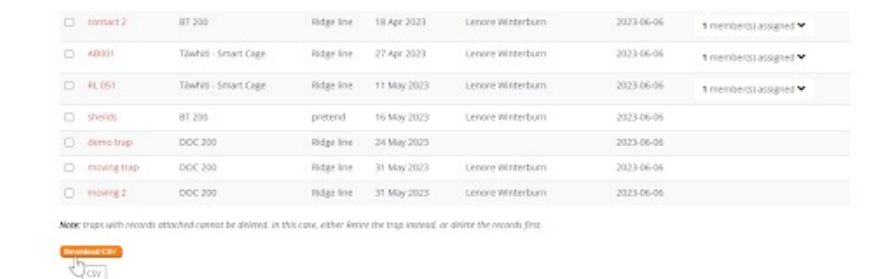 contact 2 BT 200 Ridge line 18 Apr 2023 Lenore Winterburn 2023-06-06 1 member(s) assigned
AB001 Tāwhiti - Smart Cage Ridge line 27 Apr 2023 Lenore Winterburn 2023-06-06 1 member(s) assigned
RL 051 Tāwhiti - Smart Cage Ridge line 11 May 2023 Lenore Winterburn 2023-06-06 1 member(s) assigned
sheilds BT 200 pretend 16 May 2023 Lenore Winterburn 2023-06-06
demo trap DOC 200 Ridge line 24 May 2023
moving trap DOC 200 Ridge line 31 May 2023 Lenore Winterburn 2023-06-06
moving 2 DOC 200 Ridge line 31 May 2023 Lenore Winterburn 2023-06-06
Note: traps with records attached cannot be deleted. In this case, either Retire the trap instead, or delete the records first.
Download CSV
CSV